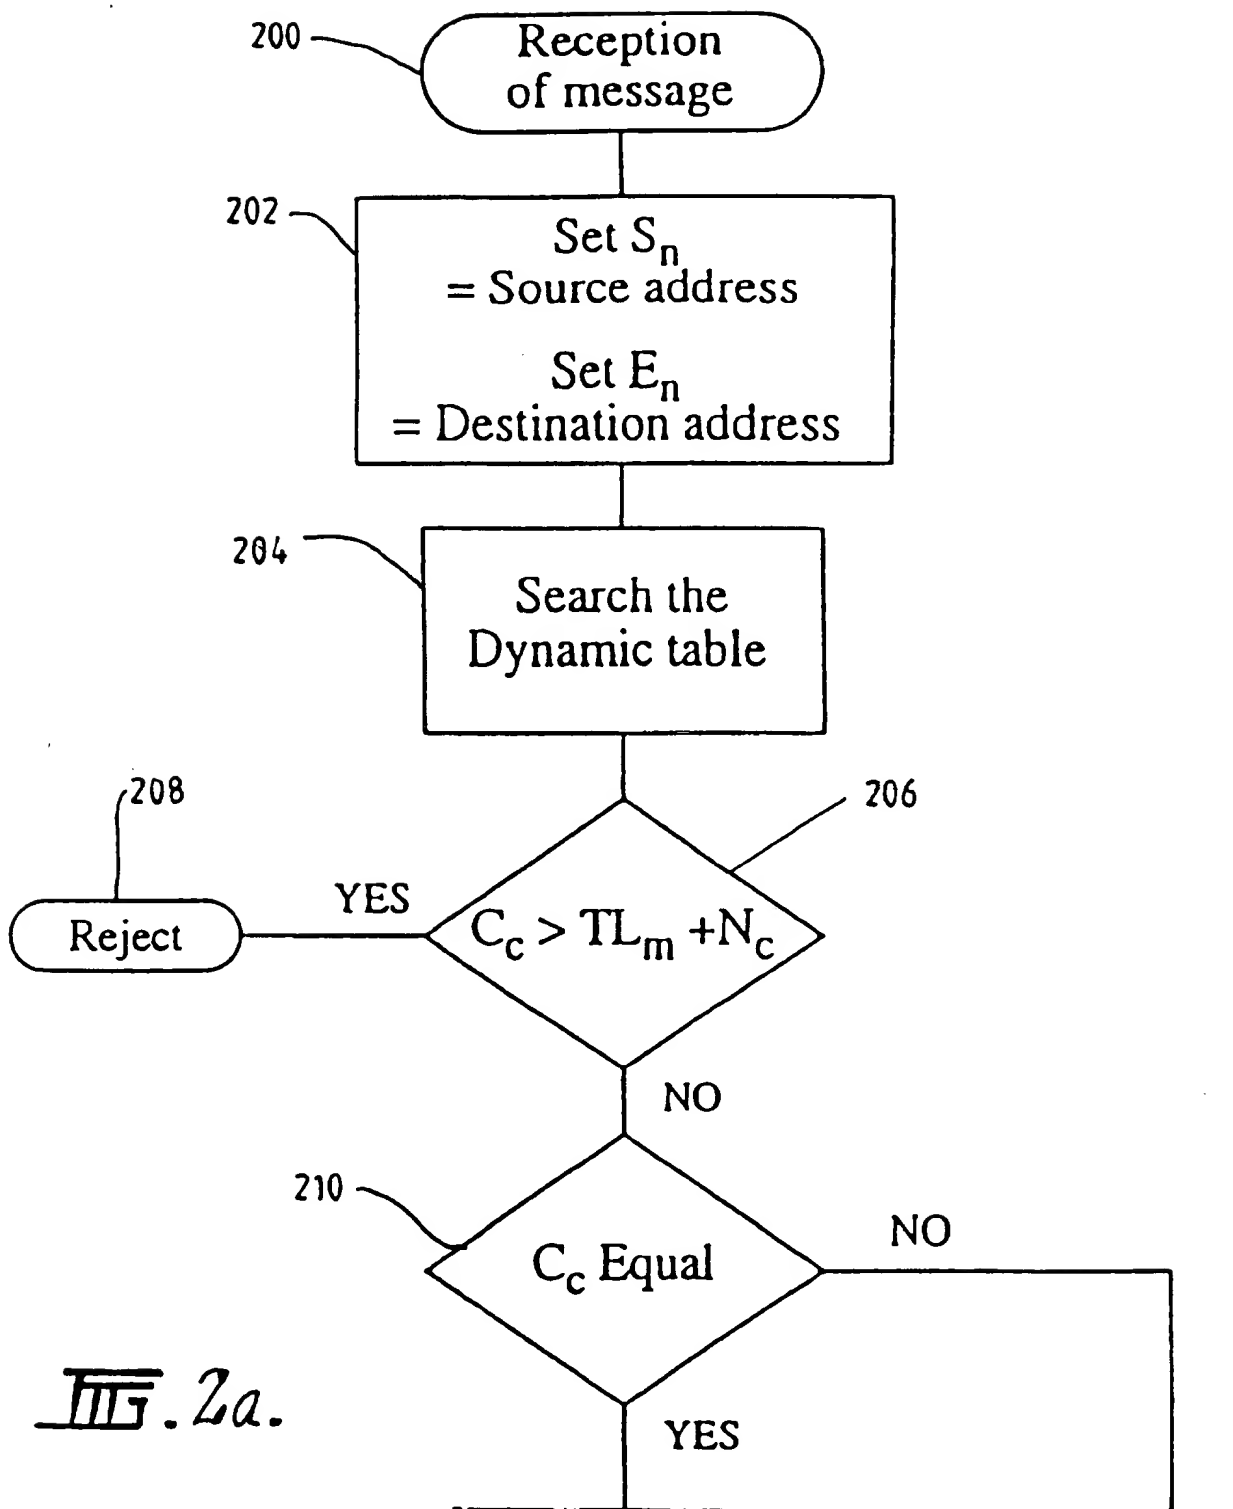 200
Reception
of message
202
Set Sn
= Source address
Set En
= Destination address
204
Search the
Dynamic table
208
206
YES
Reject
Cc > TLm +Nc
NO
210
Cc Equal
NO
FIG. 2a.
YES